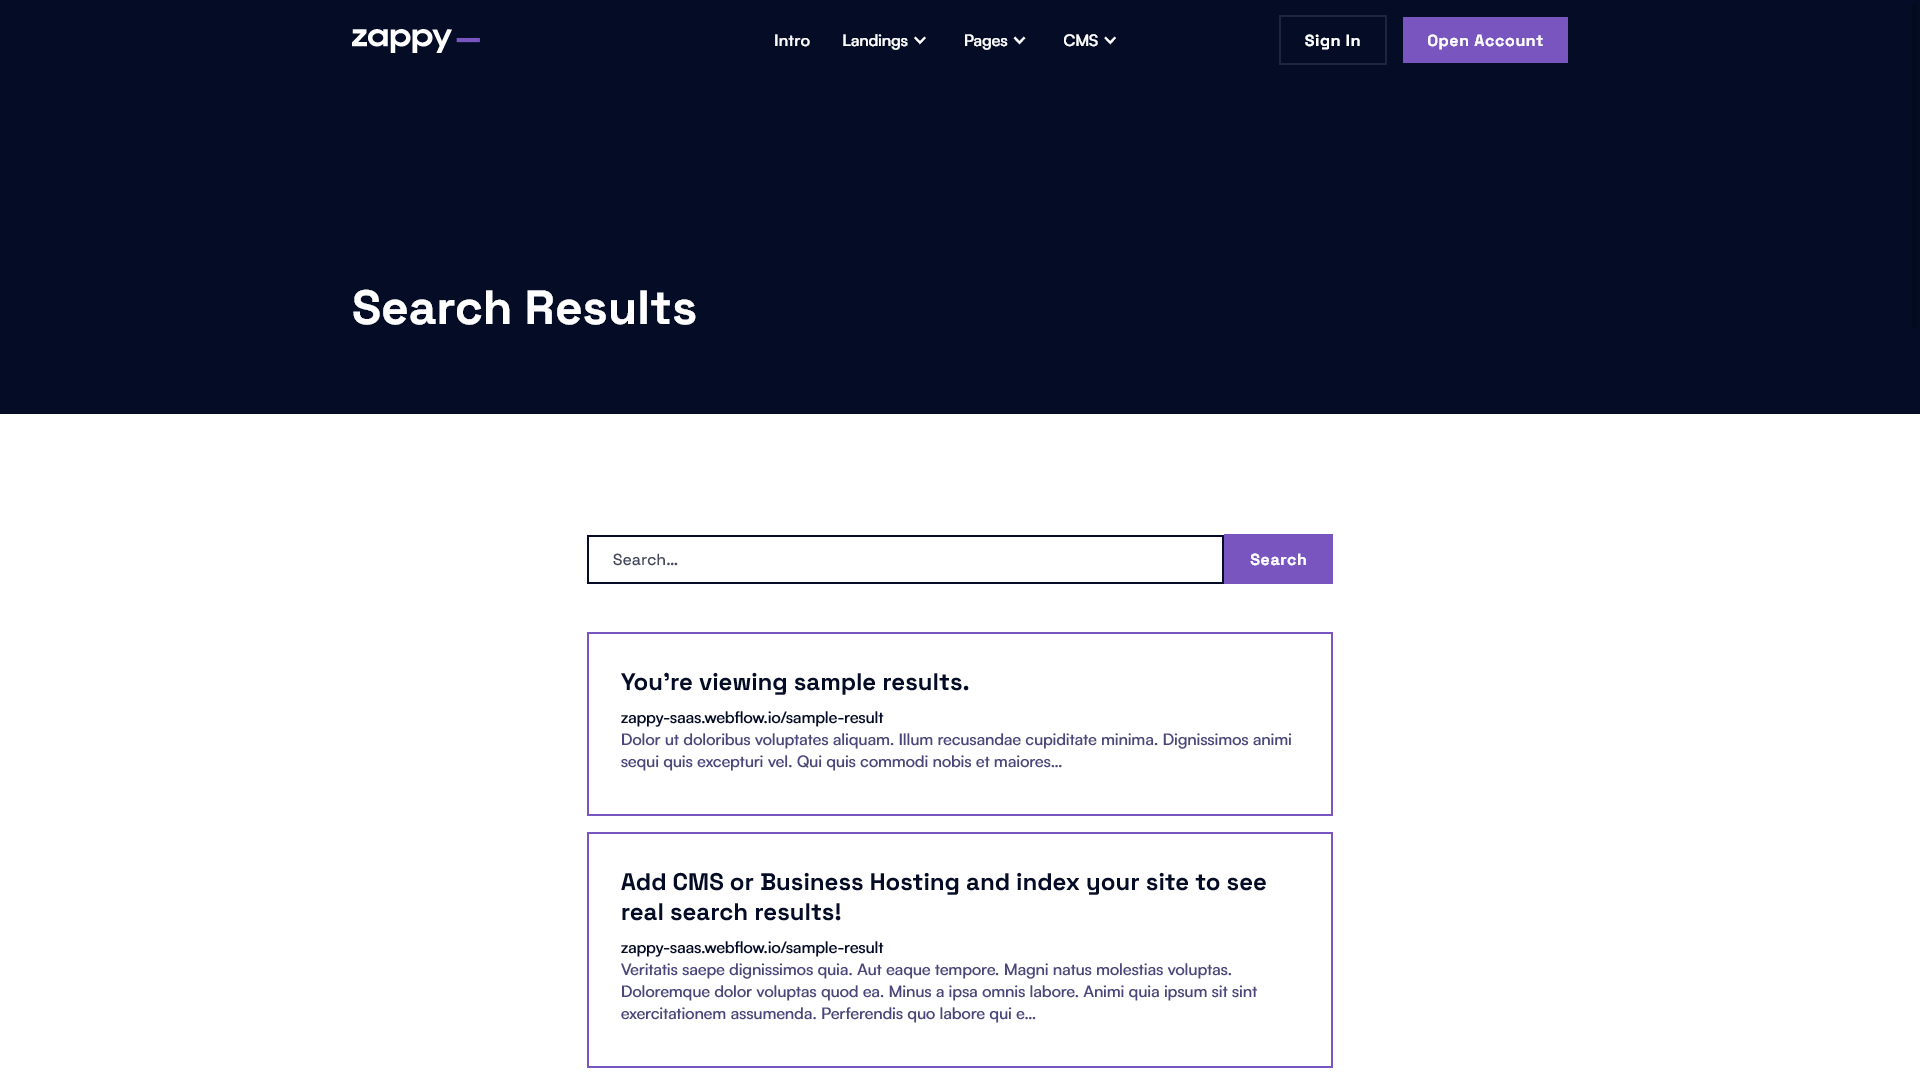 zappy
Intro
Landings
Pages
CMS
Sign In
Open Account
Search Results
Search…
Search
You’re viewing sample results.
zappy-saas.webflow.io/sample-result
Dolor ut doloribus voluptates aliquam. Illum recusandae cupiditate minima. Dignissimos animi
sequi quis excepturi vel. Qui quis commodi nobis et maiores…
Add CMS or Business Hosting and index your site to see
real search results!
zappy-saas.webflow.io/sample-result
Veritatis saepe dignissimos quia. Aut eaque tempore. Magni natus molestias voluptas.
Doloremque dolor voluptas quod ea. Minus a ipsa omnis labore. Animi quia ipsum sit sint
exercitationem assumenda. Perferendis quo labore qui e…